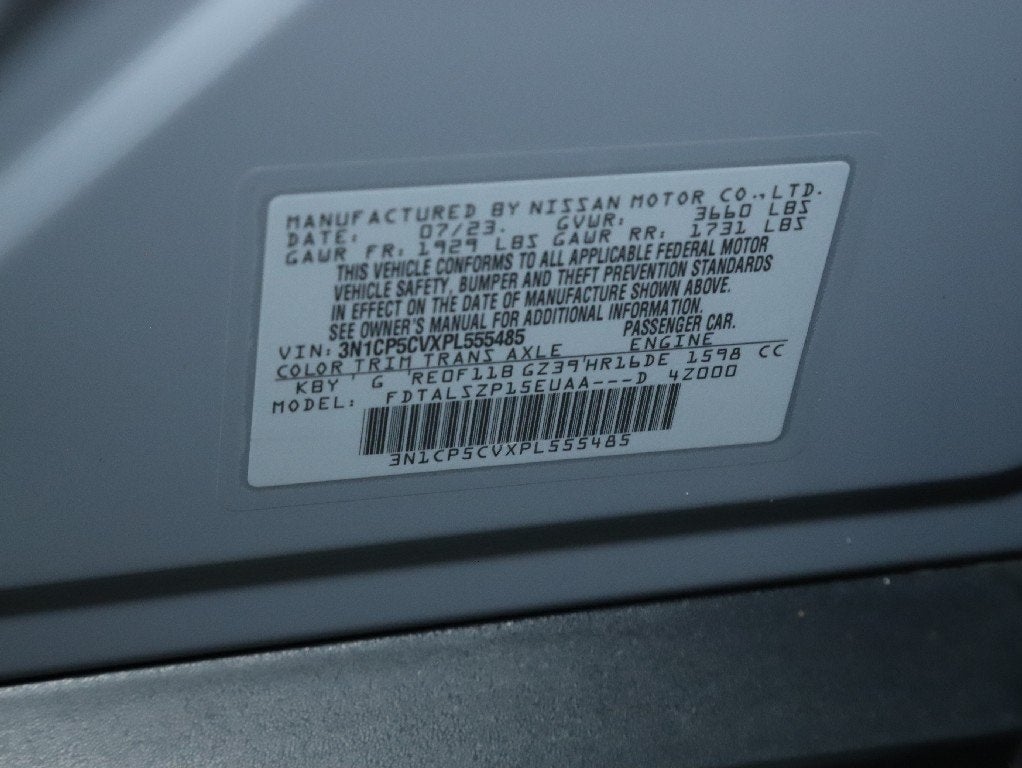 MANUFACTURED BY NISSAN MOTOR CO.,LTD.
DATE: 07/23. GVWR: 3660 LBS
GAWR FR: 1929 LBS GAWR RR: 1731 LBS
THIS VEHICLE CONFORMS TO ALL APPLICABLE FEDERAL MOTOR
VEHICLE SAFETY, BUMPER AND THEFT PREVENTION STANDARDS
IN EFFECT ON THE DATE OF MANUFACTURE SHOWN ABOVE.
SEE OWNER'S MANUAL FOR ADDITIONAL INFORMATION.
VIN: 3N1CP5CVXPL555485 PASSENGER CAR.
COLOR TRIM TRANS AXLE ENGINE
KBY ' G 'RE0F11B GZ39'HR16DE 1598 CC
MODEL: FDTALSZP15EUAA---D 4Z000
3N1CP5CVXPL555485